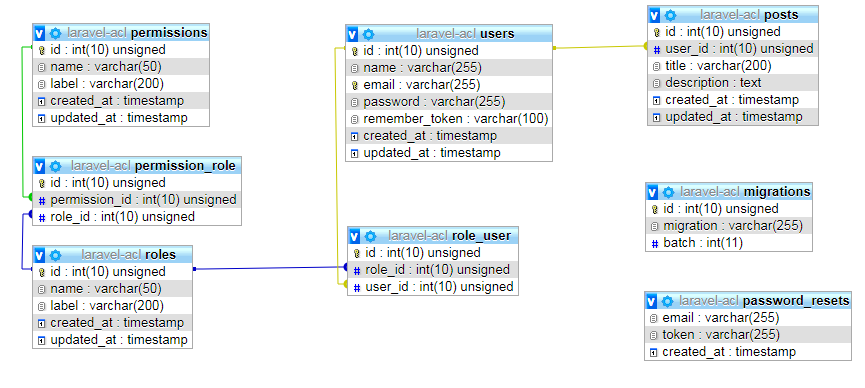 laravel-acl permissions
id : int(10) unsigned
name : varchar(50)
label : varchar(200)
created_at : timestamp
updated_at : timestamp
laravel-acl users
id : int(10) unsigned
name : varchar(255)
email : varchar(255)
password : varchar(255)
remember_token : varchar(100)
created_at : timestamp
updated_at : timestamp
laravel-acl posts
id : int(10) unsigned
user_id : int(10) unsigned
title : varchar(200)
description : text
created_at : timestamp
updated_at : timestamp
laravel-acl permission_role
id : int(10) unsigned
permission_id : int(10) unsigned
role_id : int(10) unsigned
laravel-acl migrations
id : int(10) unsigned
migration : varchar(255)
batch : int(11)
laravel-acl roles
id : int(10) unsigned
name : varchar(50)
label : varchar(200)
created_at : timestamp
updated_at : timestamp
laravel-acl role_user
id : int(10) unsigned
role_id : int(10) unsigned
user_id : int(10) unsigned
laravel-acl password_resets
email : varchar(255)
token : varchar(255)
created_at : timestamp